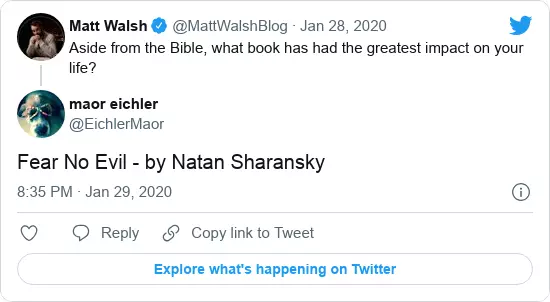 Matt Walsh @MattWalshBlog · Jan 28, 2020
Aside from the Bible, what book has had the greatest impact on your
life?
maor eichler
@EichlerMaor
Fear No Evil - by Natan Sharansky
8:35 PM · Jan 29, 2020
Reply Copy link to Tweet
Explore what's happening on Twitter